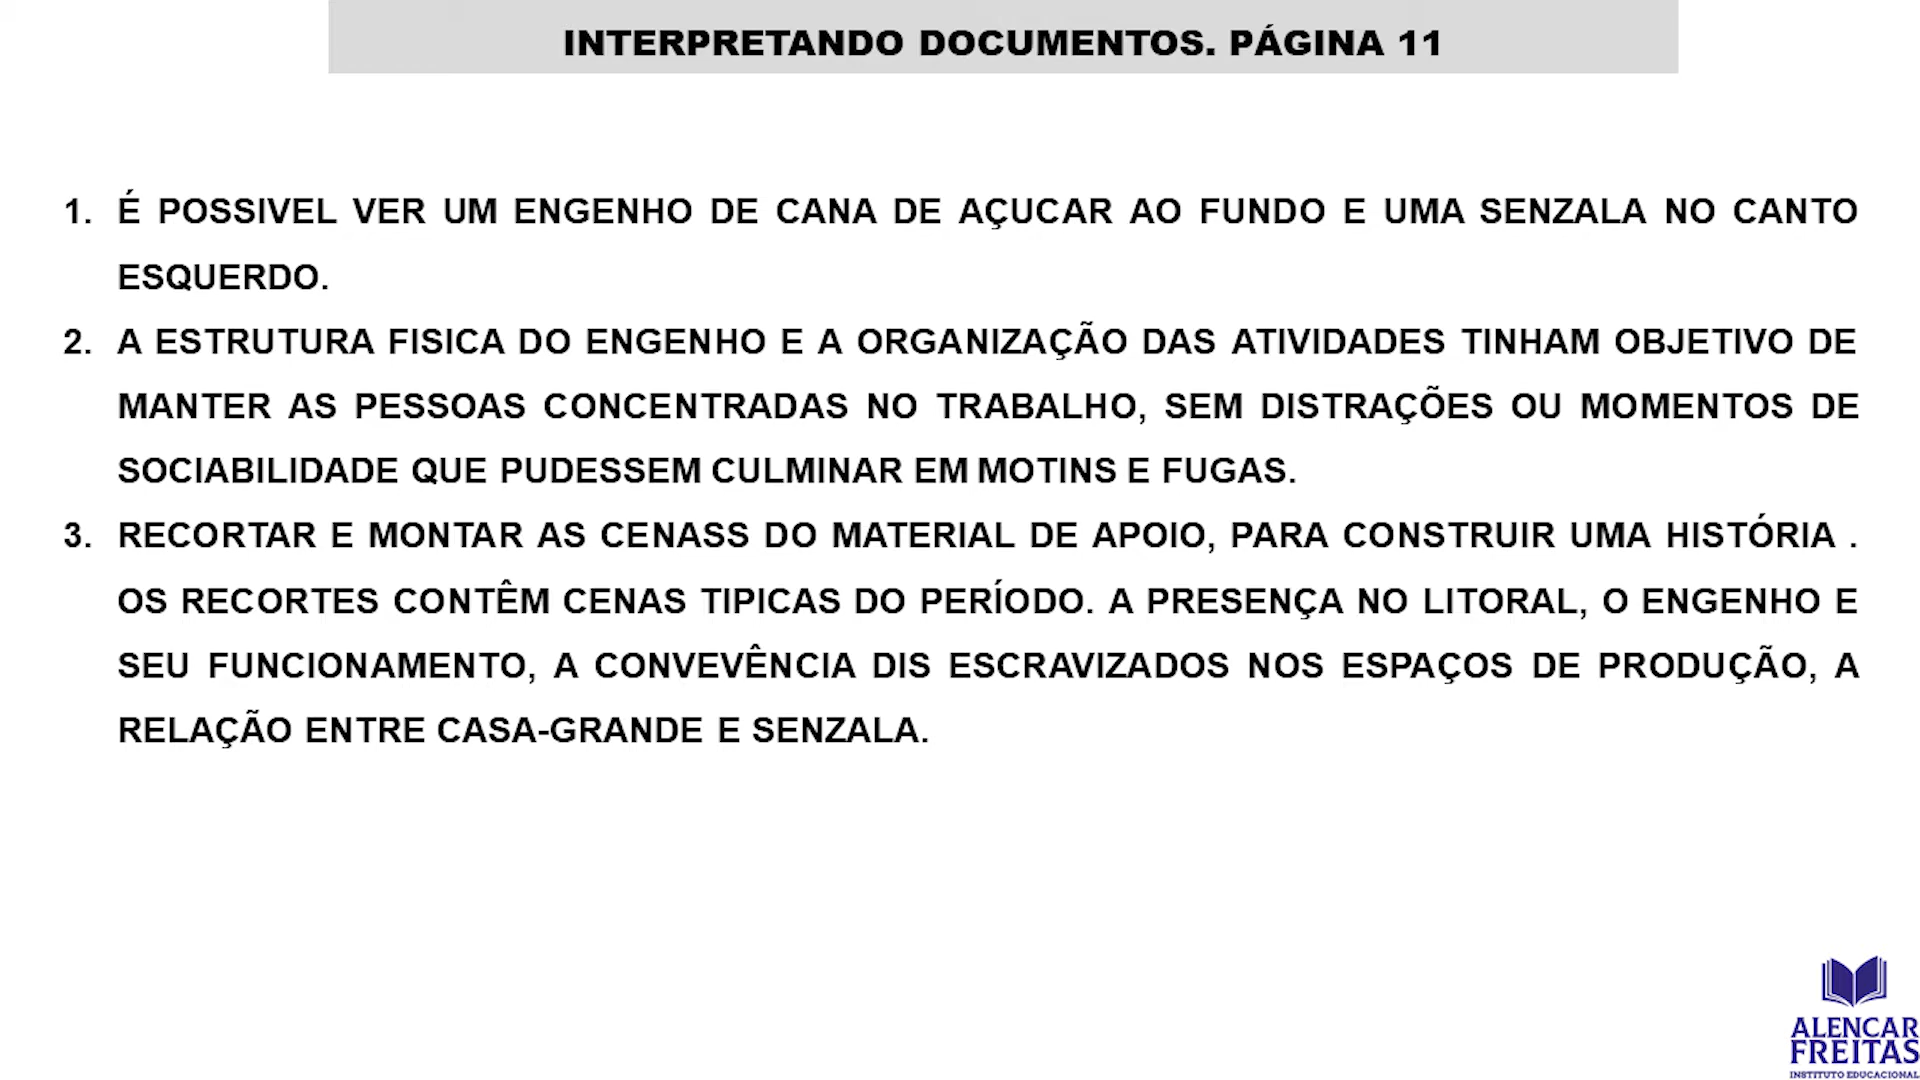 INTERPRETANDO DOCUMENTOS. PÁGINA 11
1. É POSSIVEL VER UM ENGENHO DE CANA DE AÇUCAR AO FUNDO E UMA SENZALA NO CANTO
ESQUERDO.
2. A ESTRUTURA FISICA DO ENGENHO E A ORGANIZAÇÃO DAS ATIVIDADES TINHAM OBJETIVO DE
MANTER AS PESSOAS CONCENTRADAS NO TRABALHO, SEM DISTRAÇÕES OU MOMENTOS DE
SOCIABILIDADE QUE PUDESSEM CULMINAR EM MOTINS E FUGAS.
3. RECORTAR E MONTAR AS CENASS DO MATERIAL DE APOIO, PARA CONSTRUIR UMA HISTÓRIA .
OS RECORTES CONTÊM CENAS TIPICAS DO PERÍODO. A PRESENÇA NO LITORAL, O ENGENHO E
SEU FUNCIONAMENTO, A CONVEVÊNCIA DIS ESCRAVIZADOS NOS ESPAÇOS DE PRODUÇÃO, A
RELAÇÃO ENTRE CASA-GRANDE E SENZALA.
ALENCAR
FREITAS
INSTITUTO EDUCACIONAL